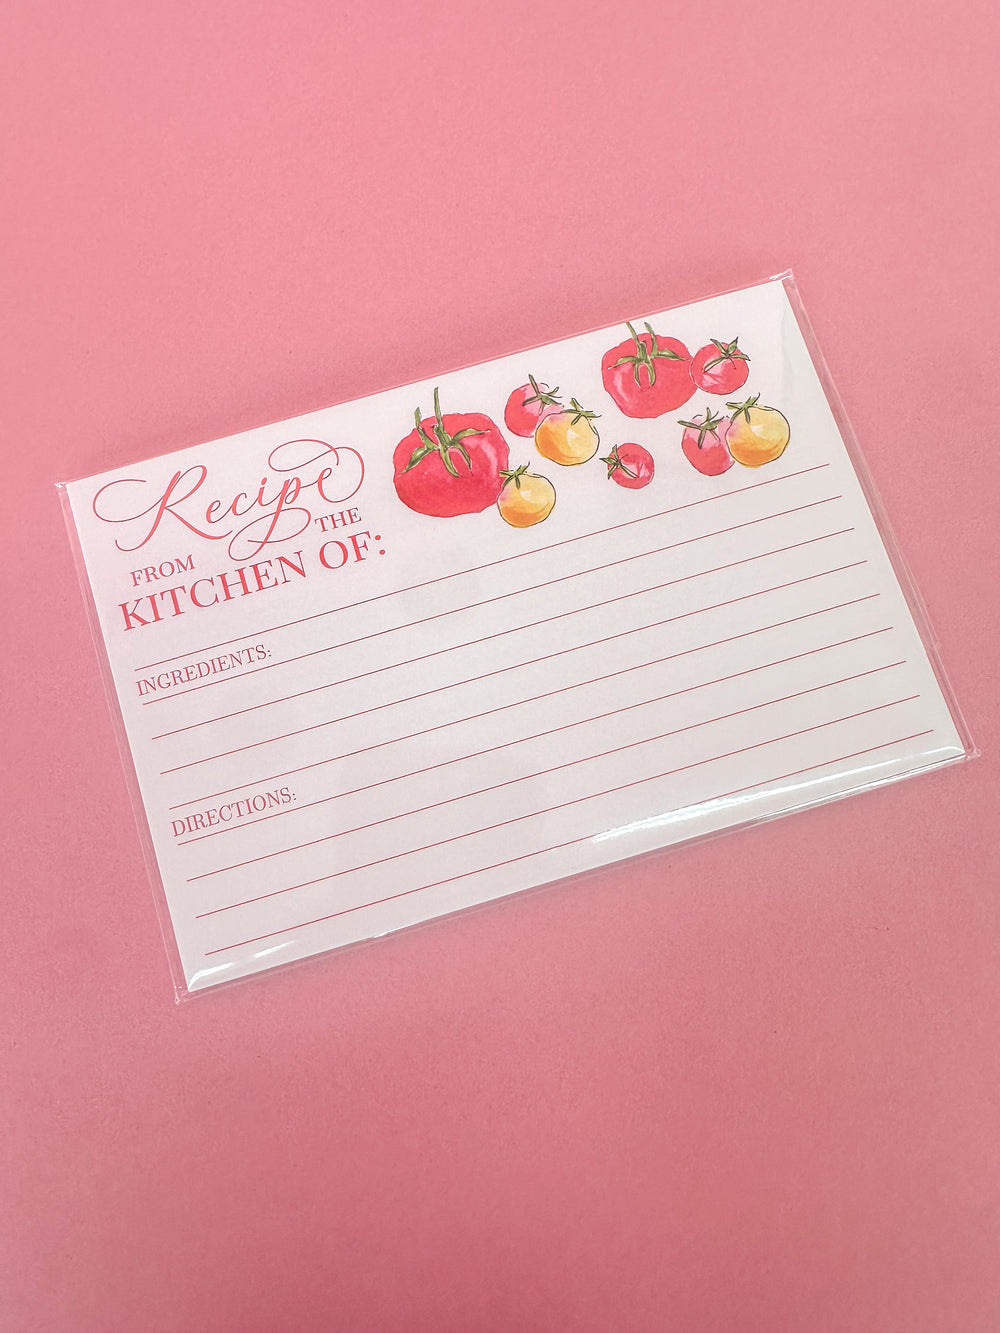 Recipe
FROM THE
KITCHEN OF:
INGREDIENTS:
DIRECTIONS: